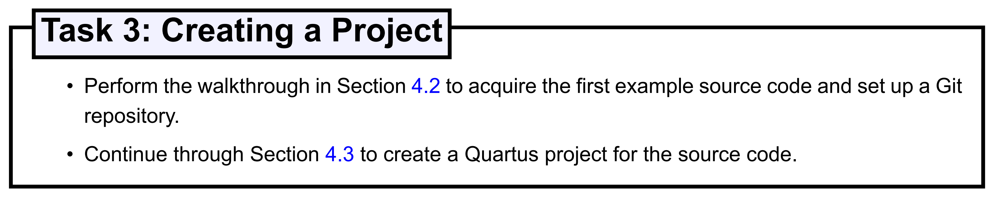 Task 3: Creating a Project
• Perform the walkthrough in Section 4.2 to acquire the first example source code and set up a Git
repository.
• Continue through Section 4.3 to create a Quartus project for the source code.